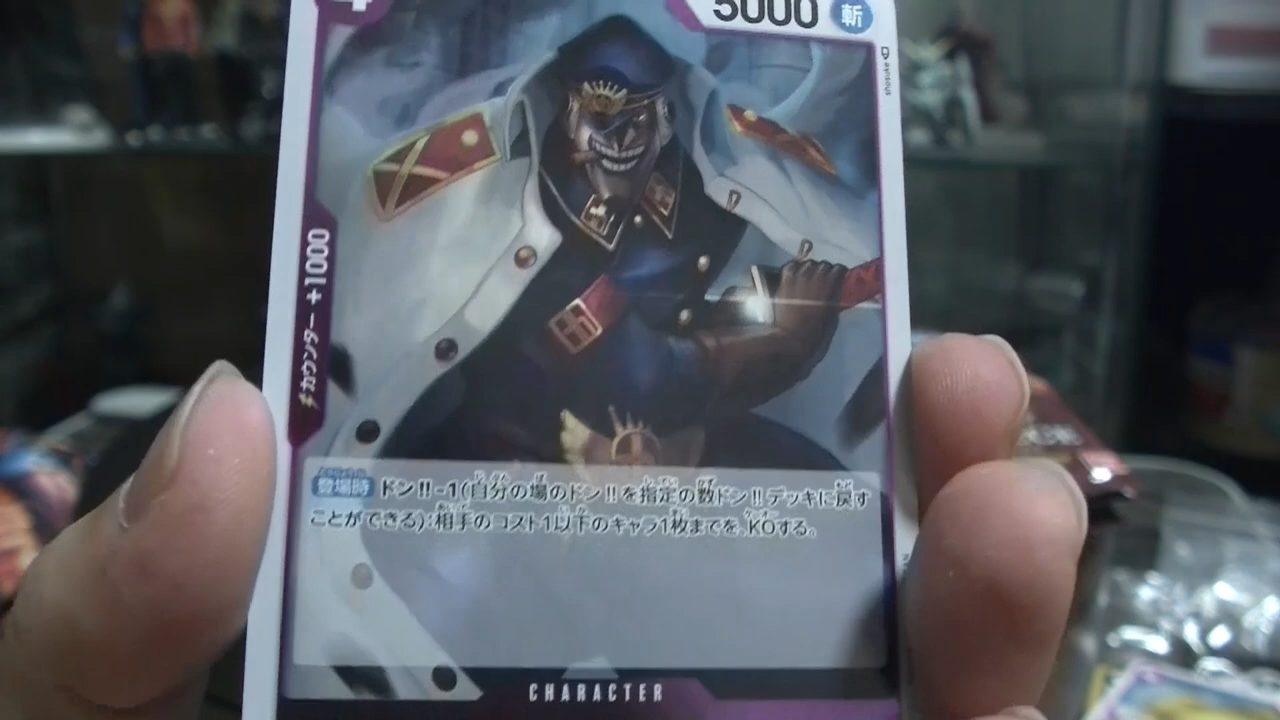 4
5000
斬
shosuke
カウンター +1000
登場時 ドン!!-1(自分の場のドン!!を指定の数ドン!!デッキに戻す
ことができる):相手のコスト1以下のキャラ1枚までを、KOする。
CHARACTER